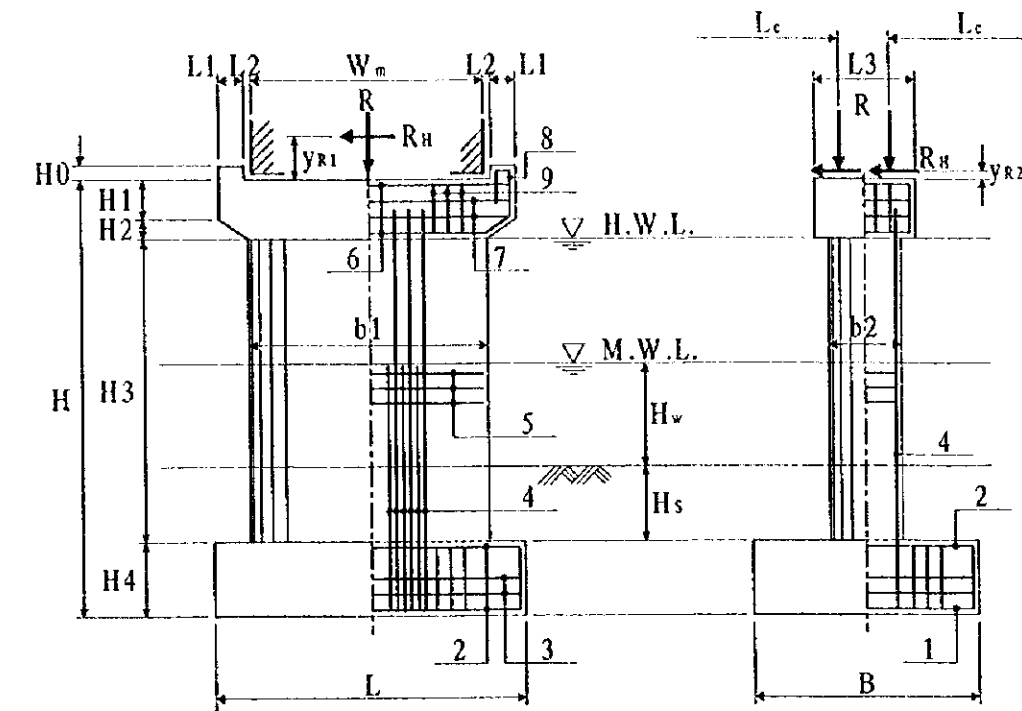 Lc Lc
L1 L2 Wm L2 L1 L3
R R
RH 8 RH
yR1 yR2
H0 9
H1
H2 H.W.L.
6 7
b1 b2
M.W.L.
H H3 Hw
5
4 4
Hs 2
H4
2 3 1
L B